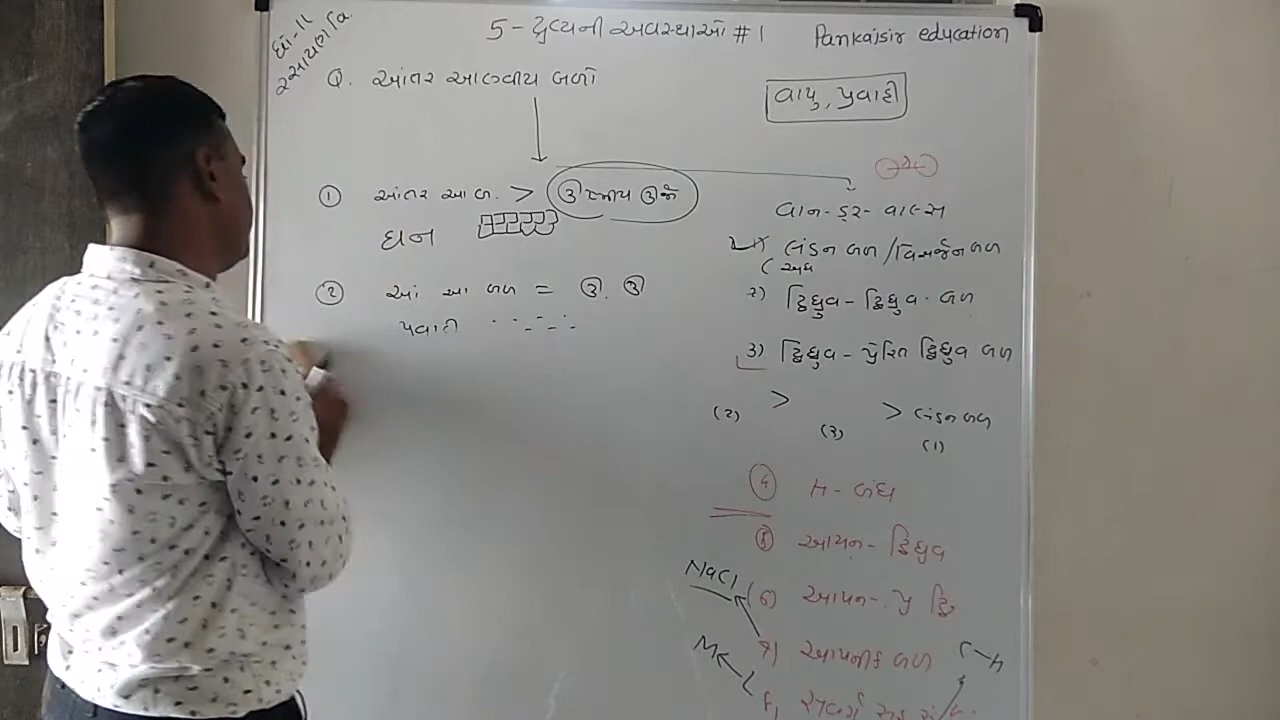 ધો-11
રસાયણ વિ
5 - દ્રવ્યની અવસ્થાઓ #1 Pankajsir education
Q. આંતર આણ્વીય બળો
વાયુ, પ્રવાહી
① આંતર આ બ. > ઉષ્મીય ઉર્જા
ઘન
② આં આ બળ = ઉ. ઉ
પ્રવાહી
વાન-ડર-વાલ્સ
1) લંડન બળ/વિસર્જન બળ
2) દ્વિધ્રુવ - દ્વિધ્રુવ. બળ
3) દ્વિધ્રુવ - પ્રેરિત દ્વિધ્રુવ બળ
(2) > (3) > લંડન બળ (1)
④ H - બંધ
⑤ આયન - દ્વિધ્રુવ
NaCl 6) આયન - પ્ર દ્વિ
7) આયનીક બળ C-H
M-L